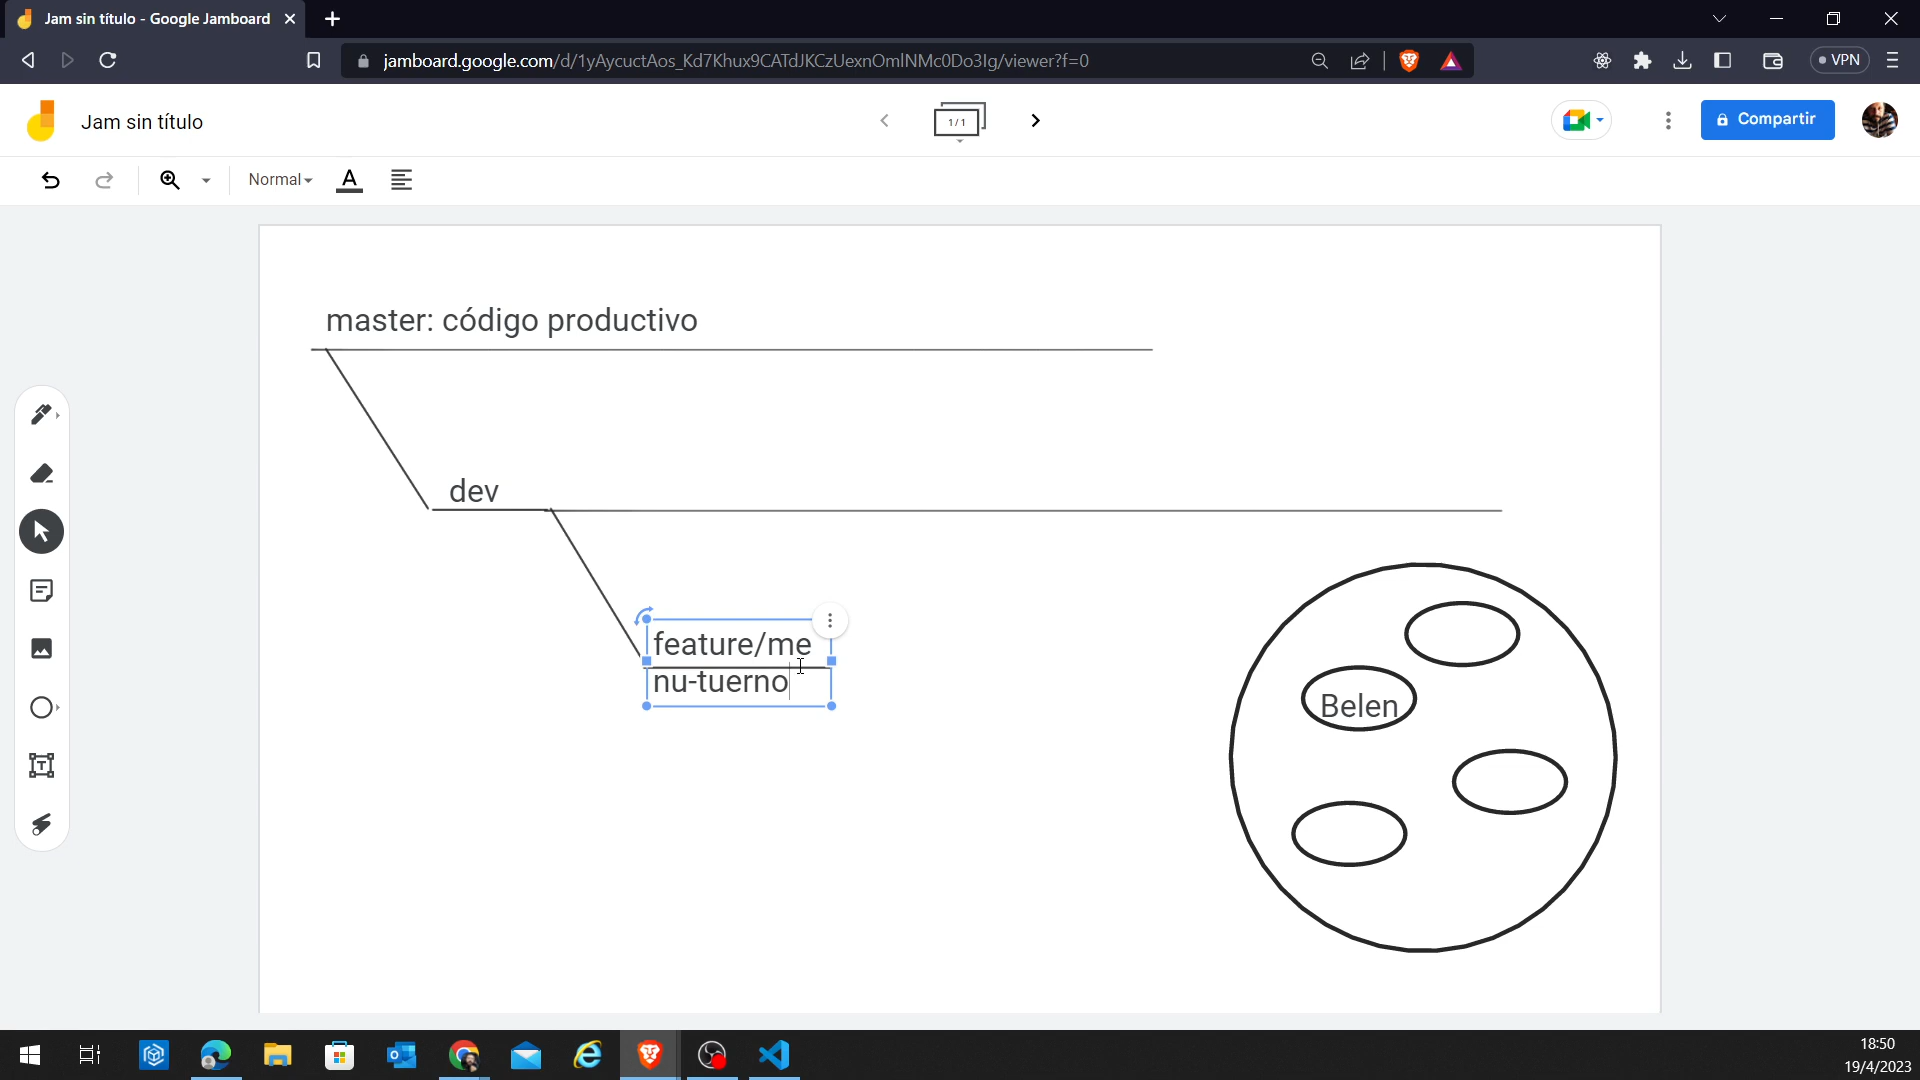 Jam sin título - Google Jamboard
jamboard.google.com/d/1yAycuctAos_Kd7Khux9CATdJKCzUexnOmlNMc0Do3Ig/viewer?f=0
VPN
Jam sin título
1/1
Compartir
Normal
A
master: código productivo
dev
feature/me
nu-tuerno
Belen
18:50
19/4/2023